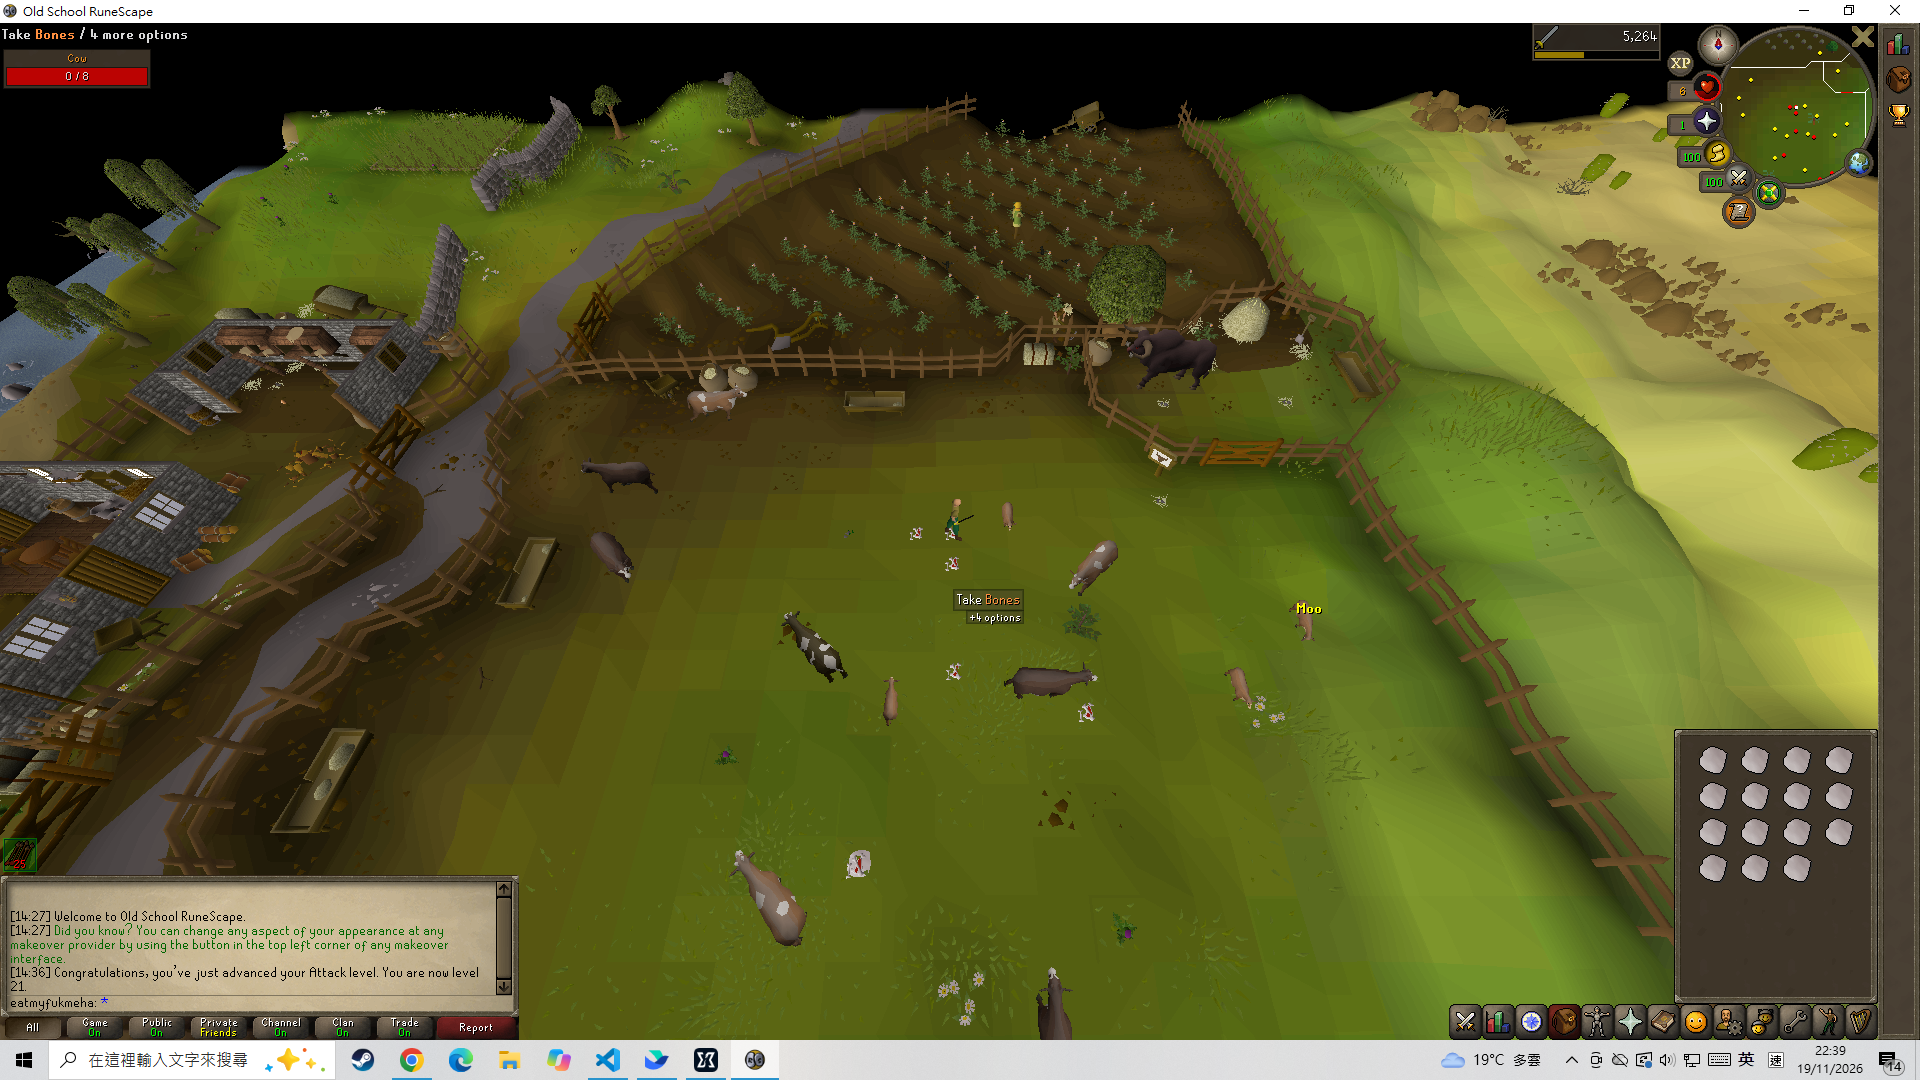 Old School RuneScape
Take Bones / 4 more options
Cow
0 / 8
5,264
XP
6
1
100
100
Take Bones
+4 options
Moo
25
[14:27] Welcome to Old School RuneScape.
[14:27] Did you know? You can change any aspect of your appearance at any
makeover provider by using the button in the top left corner of any makeover
interface.
[14:36] Congratulations, you've just advanced your Attack level. You are now level
21.
eatmyfukmeha: *
All
Game
On
Public
On
Private
Friends
Channel
On
Clan
On
Trade
On
Report
在這裡輸入文字來搜尋
19°C 多雲
英
速
22:39
19/11/2026
14